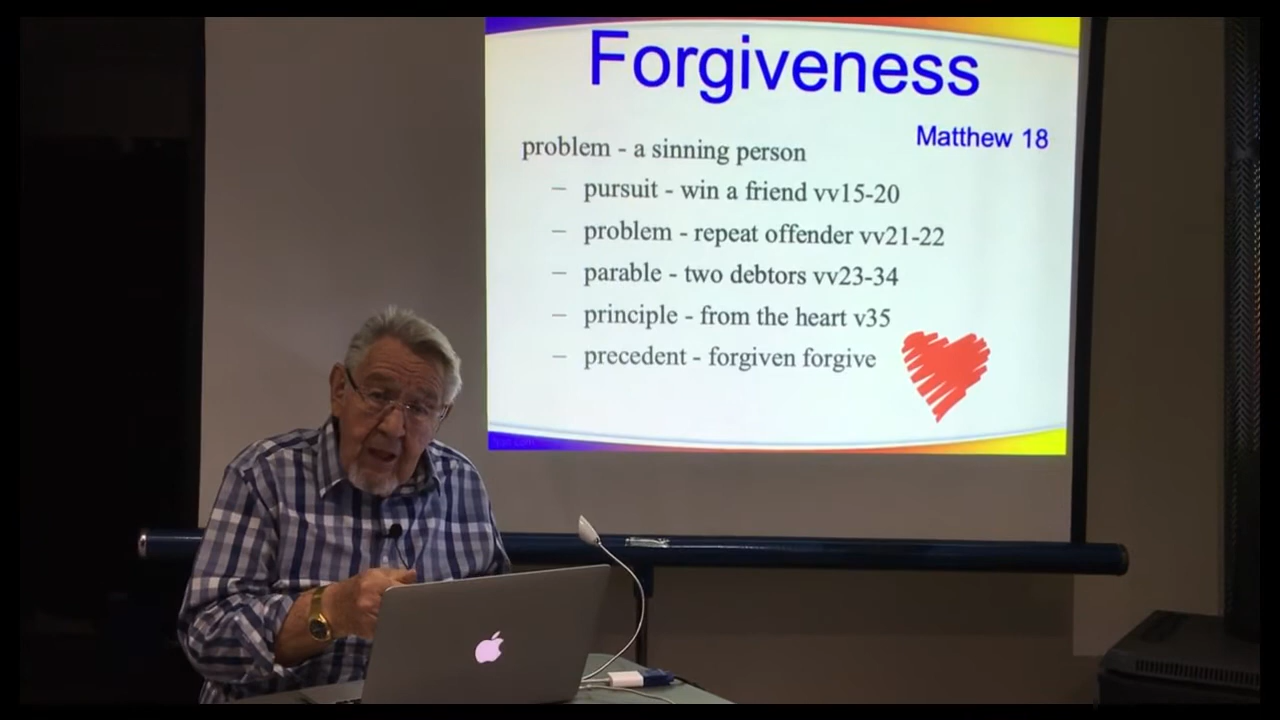 Forgiveness
Matthew 18
problem - a sinning person
– pursuit - win a friend vv15-20
– problem - repeat offender vv21-22
– parable - two debtors vv23-34
– principle - from the heart v35
– precedent - forgiven forgive